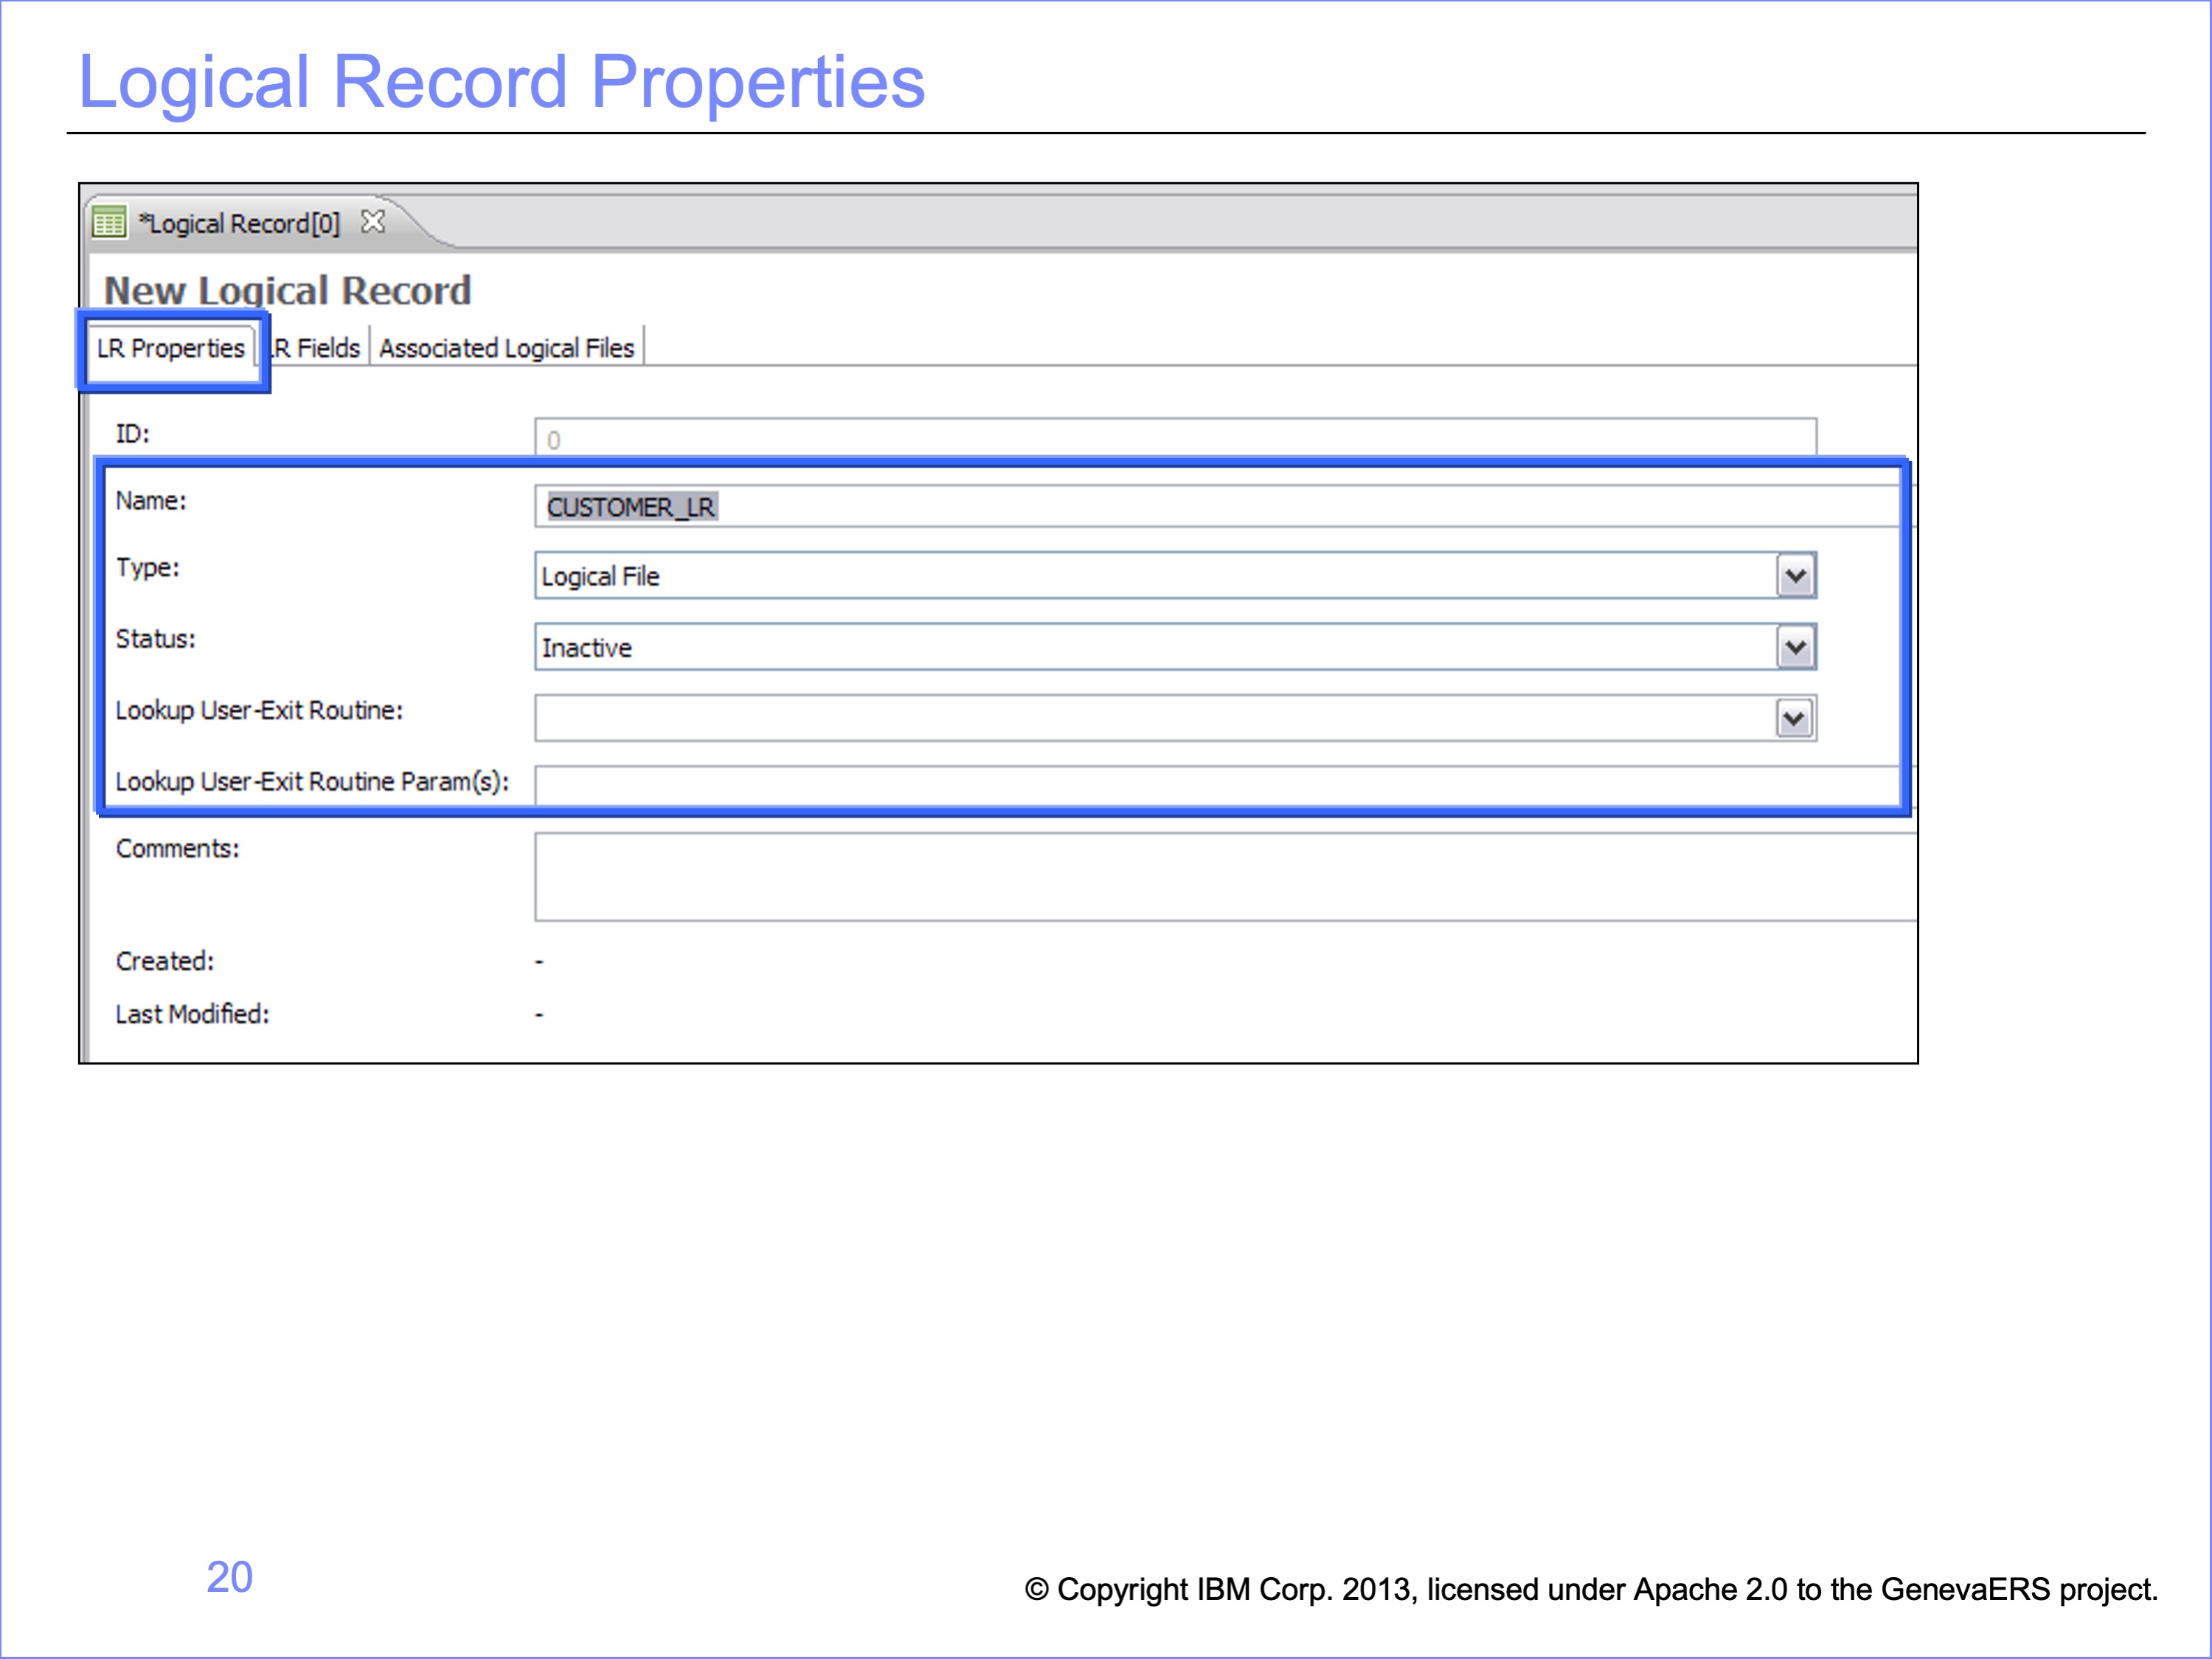 Logical Record Properties
*Logical Record[0]
New Logical Record
LR Properties LR Fields Associated Logical Files
ID: 0
Name: CUSTOMER_LR
Type: Logical File
Status: Inactive
Lookup User-Exit Routine:
Lookup User-Exit Routine Param(s):
Comments:
Created: -
Last Modified: -
20
© Copyright IBM Corp. 2013, licensed under Apache 2.0 to the GenevaERS project.